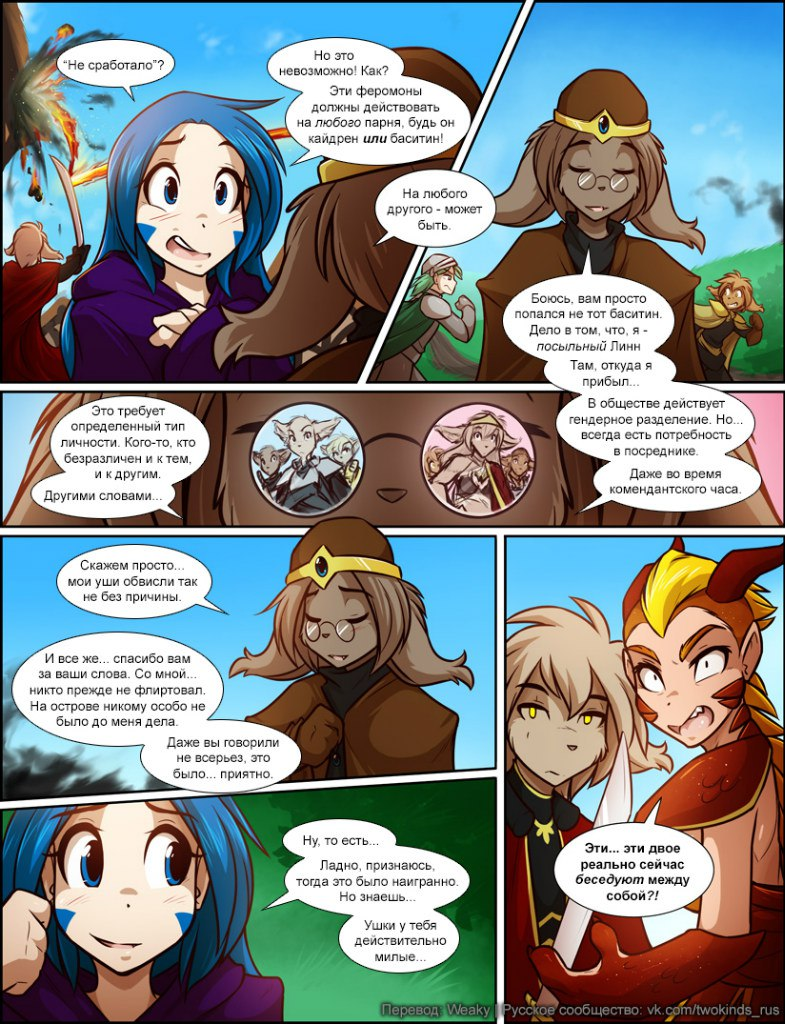 “Не сработало”?
Но это
невозможно! Как?
Эти феромоны
должны действовать
на любого парня, будь он
кайдрен или баситин!
На любого
другого - может
быть.
Боюсь, вам просто
попался не тот баситин.
Дело в том, что, я -
посыльный Линн
Там, откуда я
прибыл...
В обществе действует
гендерное разделение. Но...
всегда есть потребность
в посреднике.
Даже во время
комендантского часа.
Это требует
определенный тип
личности. Кого-то, кто
безразличен и к тем,
и к другим.
Другими словами...
Скажем просто...
мои уши обвисли так
не без причины.
И все же... спасибо вам
за ваши слова. Со мной...
никто прежде не флиртовал.
На острове никому особо не
было до меня дела.
Даже вы говорили
не всерьез, это
было... приятно.
Эти... эти двое
реально сейчас
беседуют между
собой?!
Ну, то есть...
Ладно, признаюсь,
тогда это было наигранно.
Но знаешь...
Ушки у тебя
действительно
милые...
Перевод: Weaky | Русское сообщество: vk.com/twokinds_rus